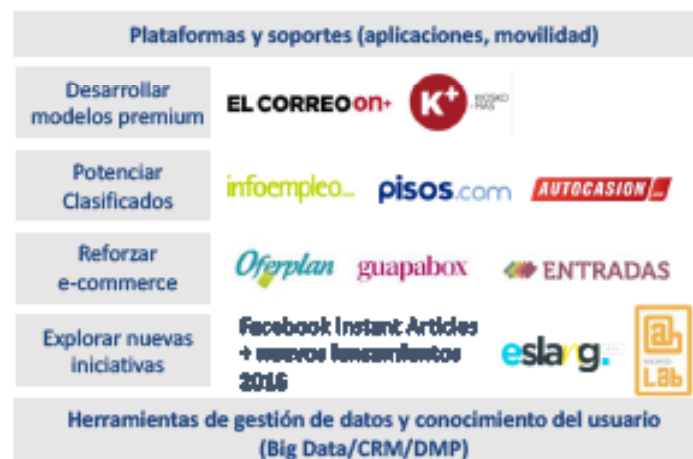 Plataformas y soportes (aplicaciones, movilidad)
Desarrollar
modelos premium
EL CORREO on+
K+
KIOSKO
MÁS
Potenciar
Clasificados
infoempleo
pisos.com
AUTOCASION
Reforzar
e-commerce
Oferplan
guapabox
ENTRADAS
Explorar nuevas
iniciativas
Facebook Instant Articles
+ nuevos lanzamientos
2016
eslang.
Lab
Herramientas de gestión de datos y conocimiento del usuario
(Big Data/CRM/DMP)